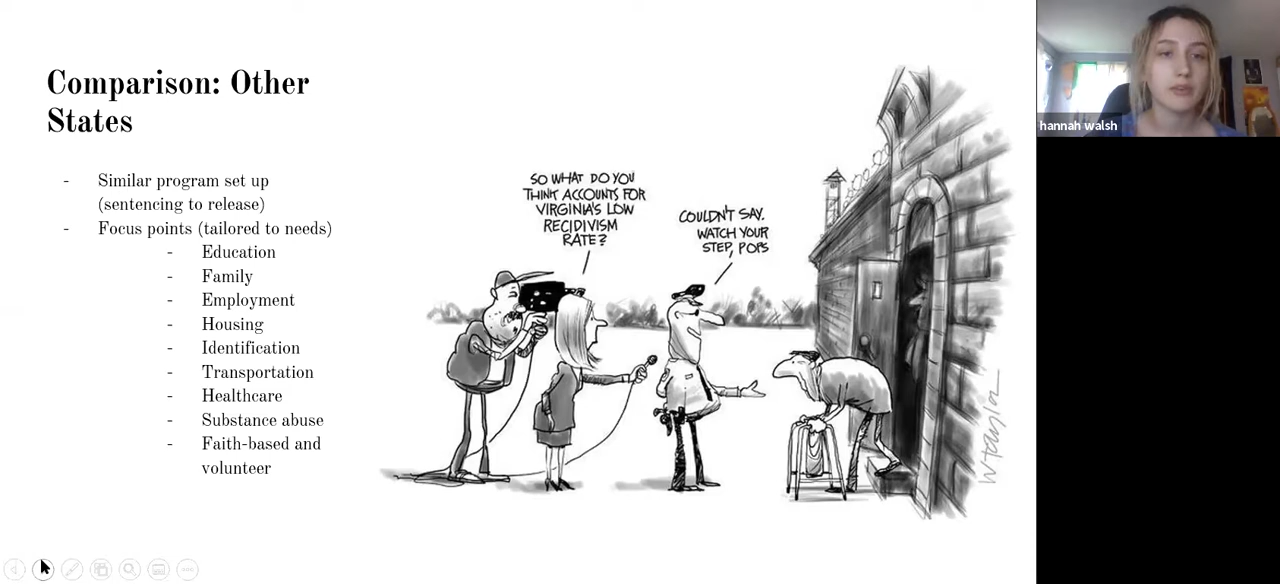 Comparison: Other
States
- Similar program set up
(sentencing to release)
- Focus points (tailored to needs)
- Education
- Family
- Employment
- Housing
- Identification
- Transportation
- Healthcare
- Substance abuse
- Faith-based and
volunteer
SO WHAT DO YOU
THINK ACCOUNTS FOR
VIRGINIA'S LOW
RECIDIVISM
RATE?
COULDN'T SAY.
WATCH YOUR
STEP, POPS
hannah walsh